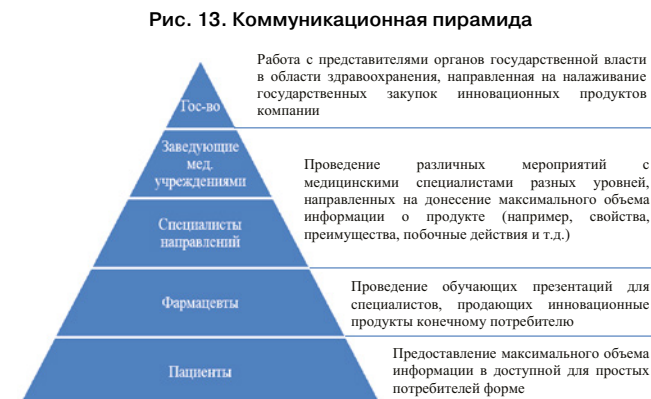 Рис. 13. Коммуникационная пирамида
Работа с представителями органов государственной власти
в области здравоохранения, направленная на налаживание
государственных закупок инновационных продуктов
компании
Гос-во
Заведующие
мед.
учреждениями
Проведение различных мероприятий с
медицинскими специалистами разных уровней,
направленных на донесение максимального объема
информации о продукте (например, свойства,
преимущества, побочные действия и т.д.)
Специалисты
направлений
Проведение обучающих презентаций для
специалистов, продающих инновационные
продукты конечному потребителю
Фармацевты
Предоставление максимального объема
информации в доступной для простых
потребителей форме
Пациенты